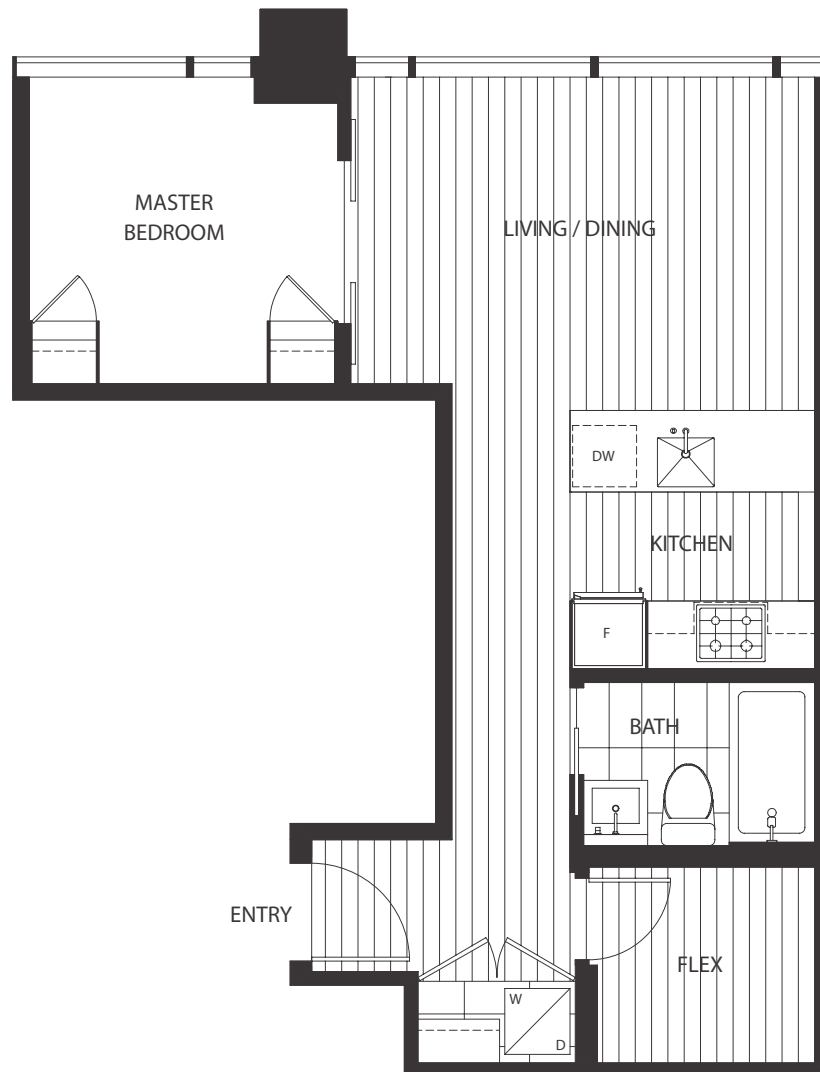 MASTER
BEDROOM
LIVING / DINING
DW
KITCHEN
F
BATH
ENTRY
FLEX
W
D